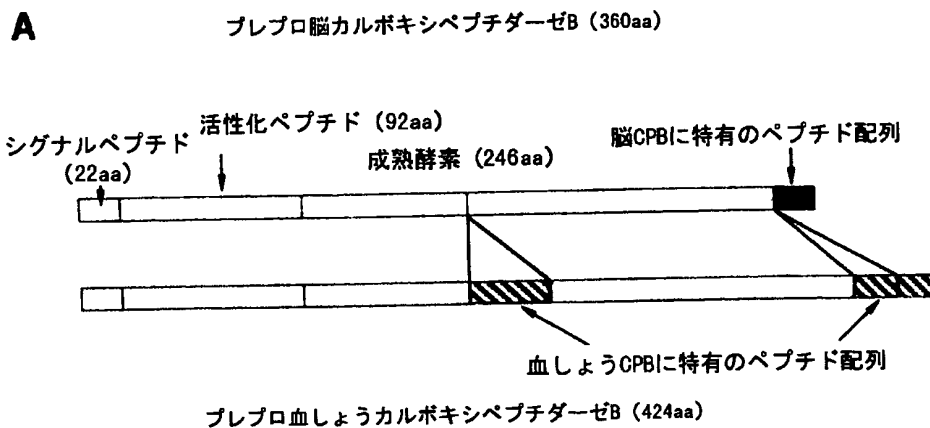 A
プレプロ脳カルボキシペプチダーゼB (360aa)
シグナルペプチド
(22aa)
活性化ペプチド (92aa)
成熟酵素 (246aa)
脳CPBに特有のペプチド配列
血しょうCPBに特有のペプチド配列
プレプロ血しょうカルボキシペプチダーゼB (424aa)